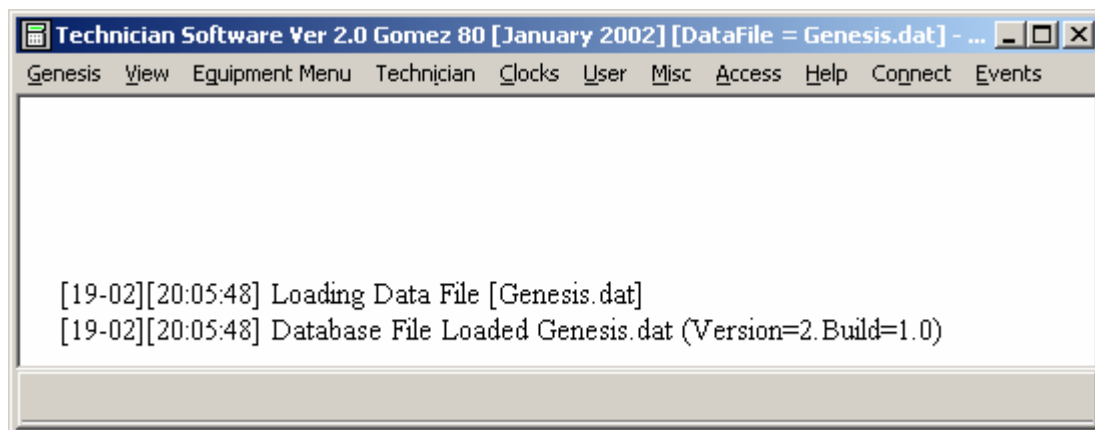 Technician Software Ver 2.0 Gomez 80 [January 2002] [DataFile = Genesis.dat] - ...
Genesis View Equipment Menu Technician Clocks User Misc Access Help Connect Events
[19-02][20:05:48] Loading Data File [Genesis.dat]
[19-02][20:05:48] Database File Loaded Genesis.dat (Version=2.Build=1.0)